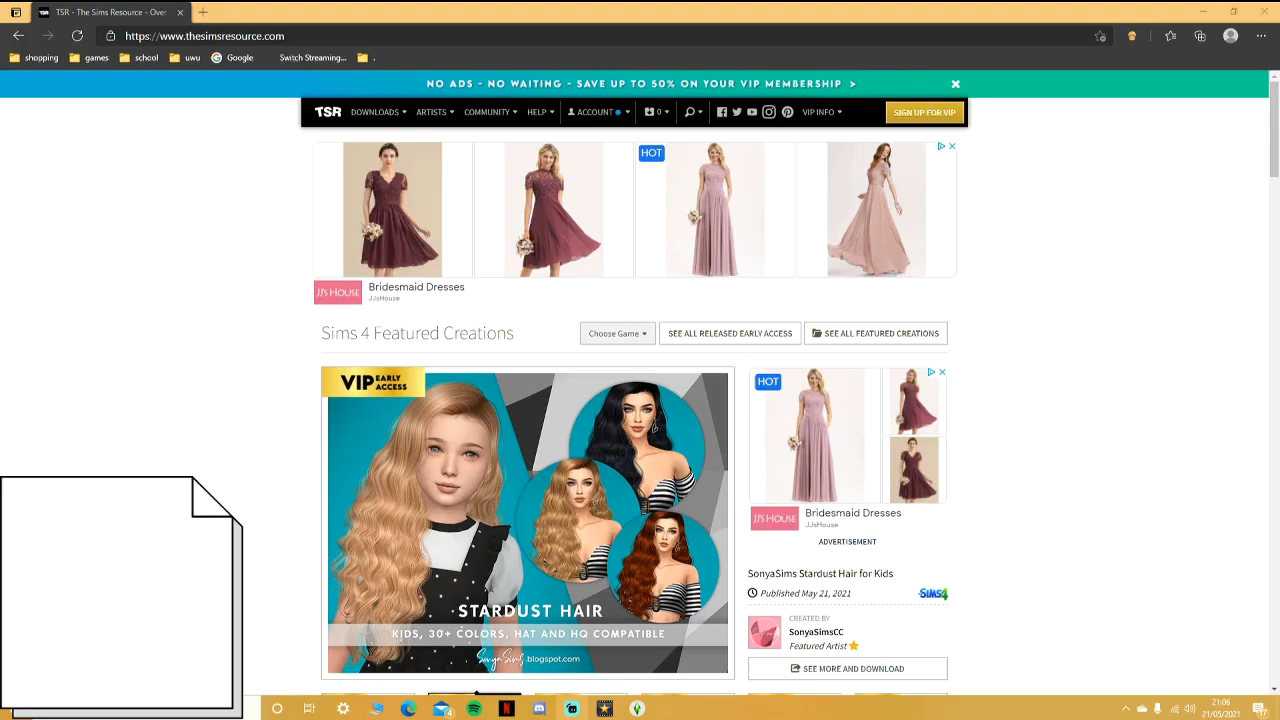 TSR - The Sims Resource - Over
https://www.thesimsresource.com
shopping games school uwu Google Switch Streaming... .
NO ADS - NO WAITING - SAVE UP TO 50% ON YOUR VIP MEMBERSHIP >
TSR DOWNLOADS ARTISTS COMMUNITY HELP ACCOUNT 0 VIP INFO SIGN UP FOR VIP
HOT
JJ's HOUSE
Bridesmaid Dresses
JJsHouse
Sims 4 Featured Creations
Choose Game SEE ALL RELEASED EARLY ACCESS SEE ALL FEATURED CREATIONS
VIP EARLY ACCESS
STARDUST HAIR
KIDS, 30+ COLORS, HAT AND HQ COMPATIBLE
SonyaSims.blogspot.com
HOT
JJ's HOUSE
Bridesmaid Dresses
JJsHouse
ADVERTISEMENT
SonyaSims Stardust Hair for Kids
Published May 21, 2021
SIMS4
CREATED BY
SonyaSimsCC
Featured Artist
SEE MORE AND DOWNLOAD
4
21:06
21/05/2021
17